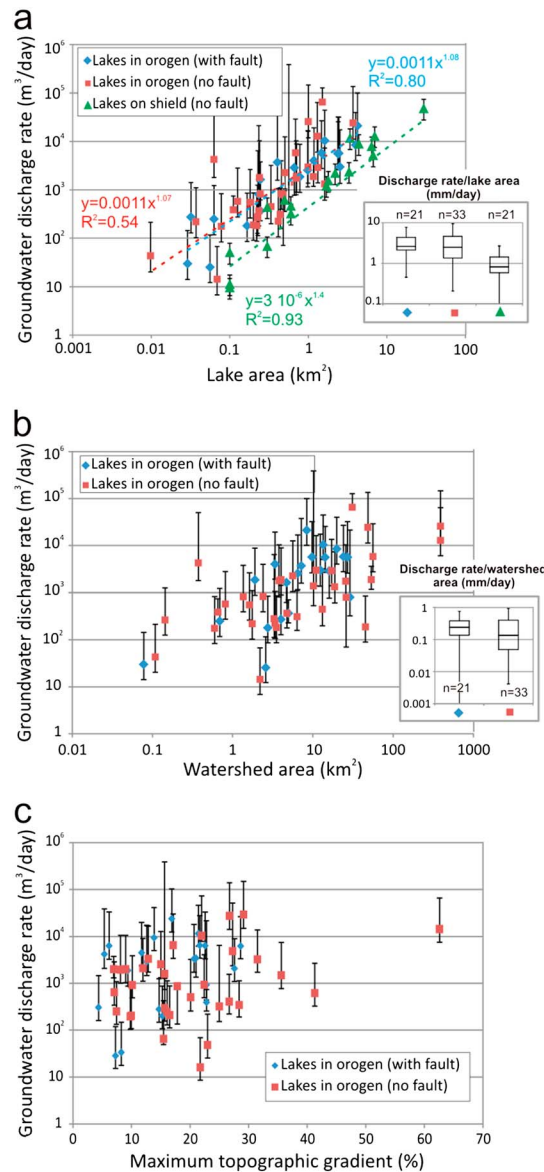 a
Groundwater discharge rate (m³/day)
10⁶
10⁵
10⁴
10³
10²
10
1
Lakes in orogen (with fault)
Lakes in orogen (no fault)
Lakes on shield (no fault)
y=0.0011x¹·⁰⁸
R²=0.80
y=0.0011x¹·⁰⁷
R²=0.54
y=3 10⁻⁶ x¹·⁴
R²=0.93
Discharge rate/lake area
(mm/day)
n=21 n=33 n=21
10
1
0.1
0.001 0.01 0.1 1 10 100
Lake area (km²)
b
Groundwater discharge rate (m³/day)
10⁶
10⁵
10⁴
10³
10²
10
1
Lakes in orogen (with fault)
Lakes in orogen (no fault)
Discharge rate/watershed
area (mm/day)
1
0.1
0.01
0.001
n=21 n=33
0.01 0.1 1 10 100 1000
Watershed area (km²)
c
Groundwater discharge rate (m³/day)
10⁶
10⁵
10⁴
10³
10²
10
1
Lakes in orogen (with fault)
Lakes in orogen (no fault)
0 10 20 30 40 50 60 70
Maximum topographic gradient (%)